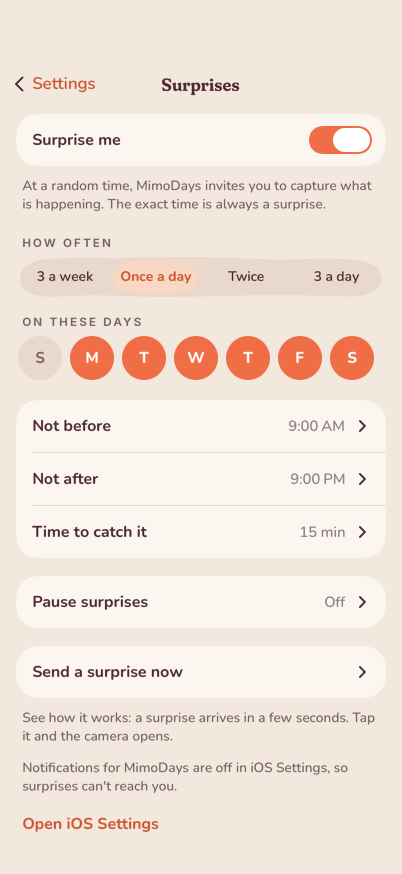 Settings
Surprises
Surprise me
At a random time, MimoDays invites you to capture what
is happening. The exact time is always a surprise.
HOW OFTEN
3 a week Once a day Twice 3 a day
ON THESE DAYS
S M T W T F S
Not before 9:00 AM
Not after 9:00 PM
Time to catch it 15 min
Pause surprises Off
Send a surprise now
See how it works: a surprise arrives in a few seconds. Tap
it and the camera opens.
Notifications for MimoDays are off in iOS Settings, so
surprises can't reach you.
Open iOS Settings